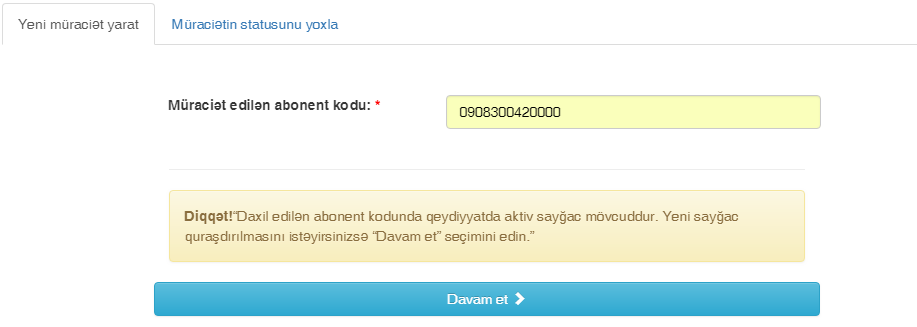 Yeni müraciət yarat
Müraciətin statusunu yoxla
Müraciət edilən abonent kodu: *
0908300420000
Diqqət!“Daxil edilən abonent kodunda qeydiyyatda aktiv sayğac mövcuddur. Yeni sayğac
quraşdırılmasını istəyirsinizsə “Davam et” seçimini edin.”
Davam et